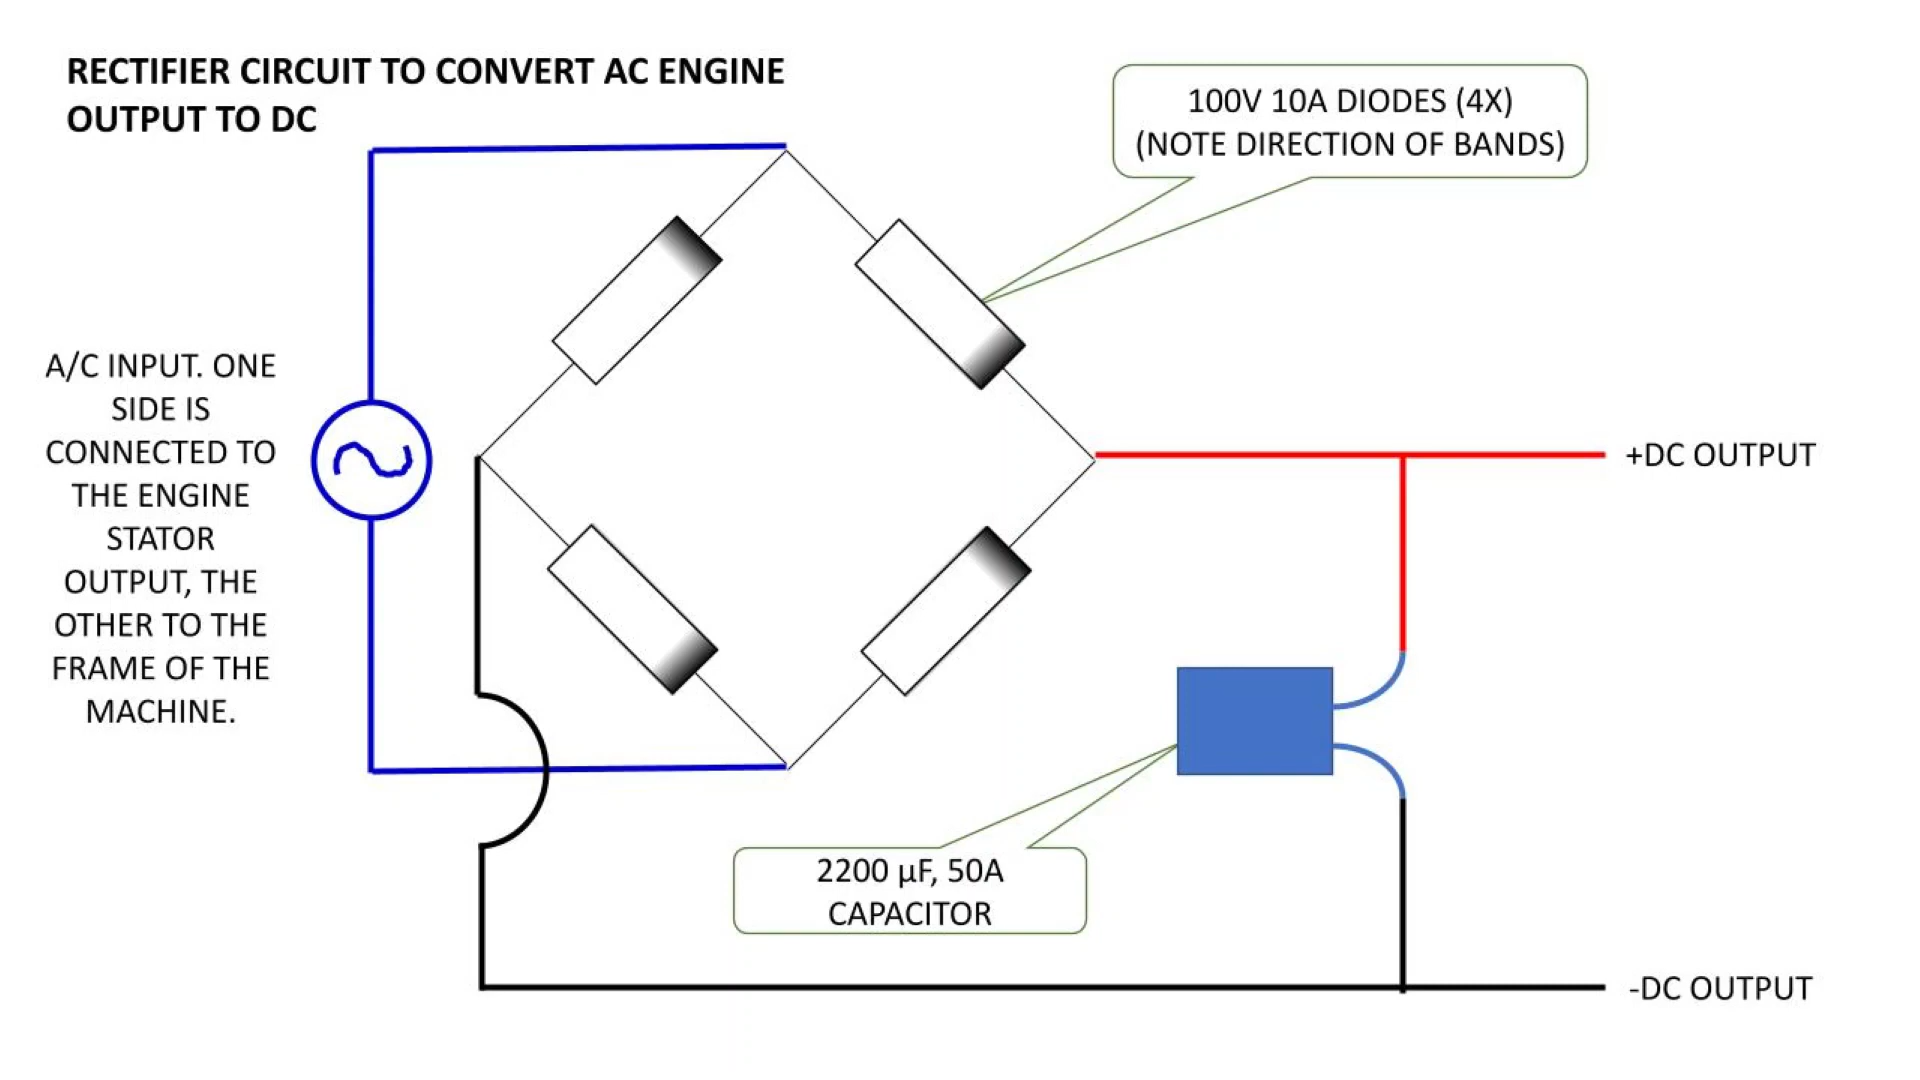 RECTIFIER CIRCUIT TO CONVERT AC ENGINE
OUTPUT TO DC
100V 10A DIODES (4X)
(NOTE DIRECTION OF BANDS)
A/C INPUT. ONE
SIDE IS
CONNECTED TO
THE ENGINE
STATOR
OUTPUT, THE
OTHER TO THE
FRAME OF THE
MACHINE.
+DC OUTPUT
2200 µF, 50A
CAPACITOR
-DC OUTPUT